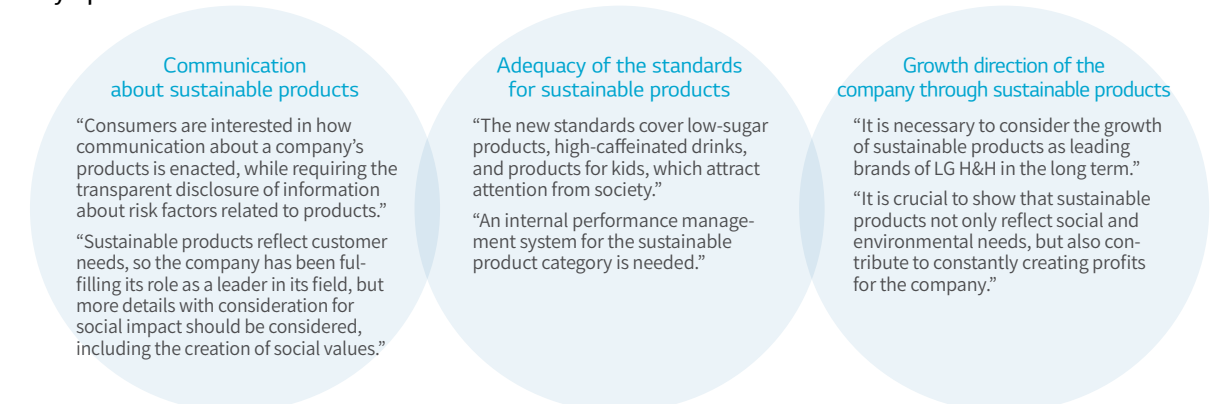 Communication
about sustainable products
“Consumers are interested in how
communication about a company’s
products is enacted, while requiring the
transparent disclosure of information
about risk factors related to products.”
“Sustainable products reflect customer
needs, so the company has been ful-
filling its role as a leader in its field, but
more details with consideration for
social impact should be considered,
including the creation of social values.”
Adequacy of the standards
for sustainable products
“The new standards cover low-sugar
products, high-caffeinated drinks,
and products for kids, which attract
attention from society.”
“An internal performance manage-
ment system for the sustainable
product category is needed.”
Growth direction of the
company through sustainable products
“It is necessary to consider the growth
of sustainable products as leading
brands of LG H&H in the long term.”
“It is crucial to show that sustainable
products not only reflect social and
environmental needs, but also con-
tribute to constantly creating profits
for the company.”